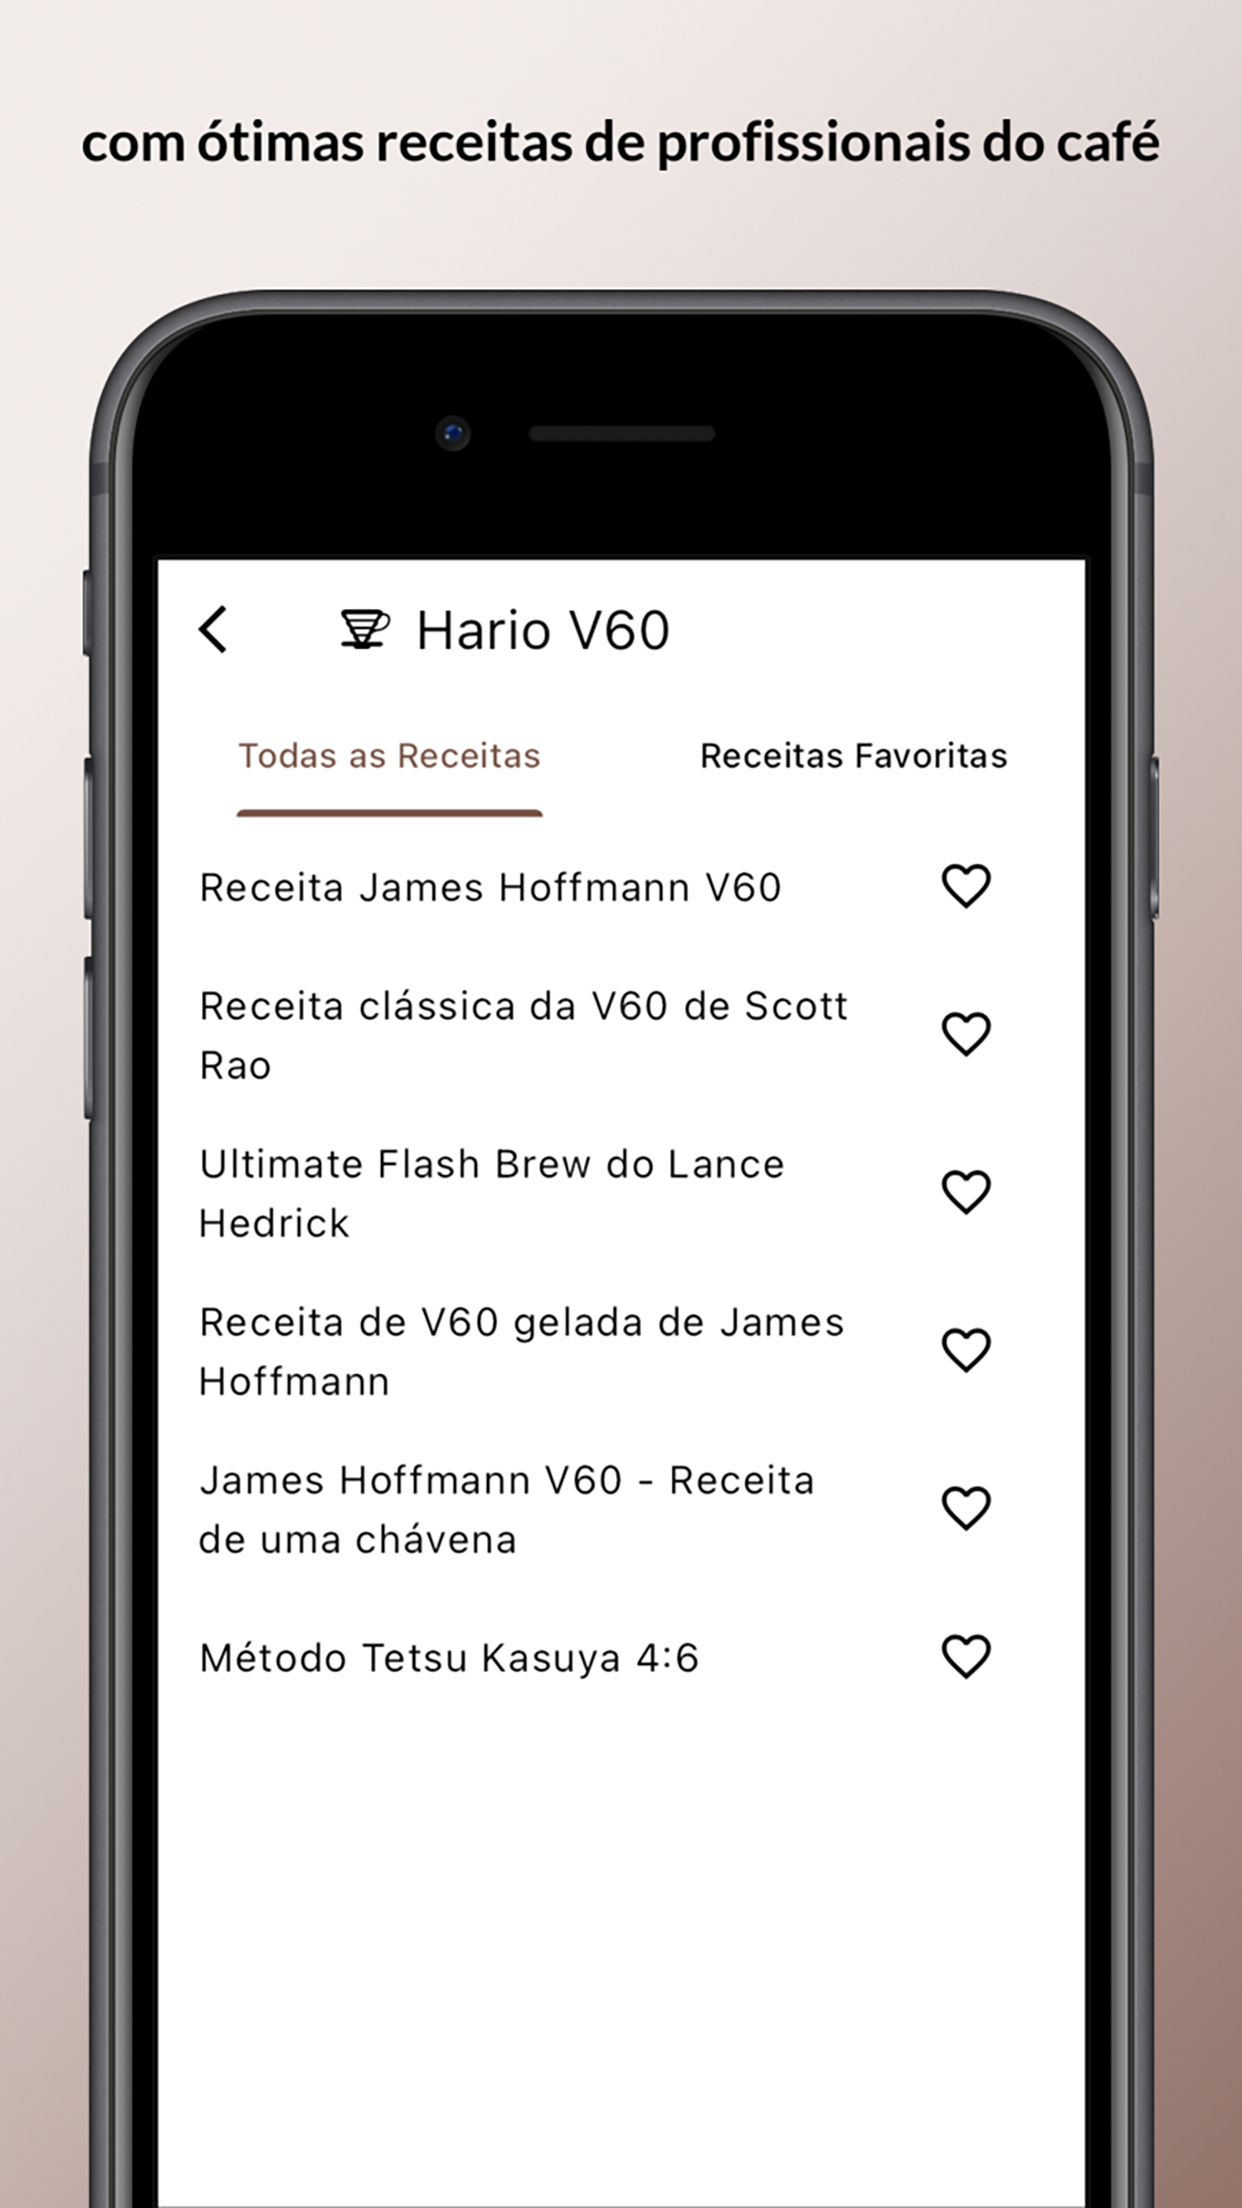 com ótimas receitas de profissionais do café
Hario V60
Todas as Receitas
Receitas Favoritas
Receita James Hoffmann V60
Receita clássica da V60 de Scott
Rao
Ultimate Flash Brew do Lance
Hedrick
Receita de V60 gelada de James
Hoffmann
James Hoffmann V60 - Receita
de uma chávena
Método Tetsu Kasuya 4:6